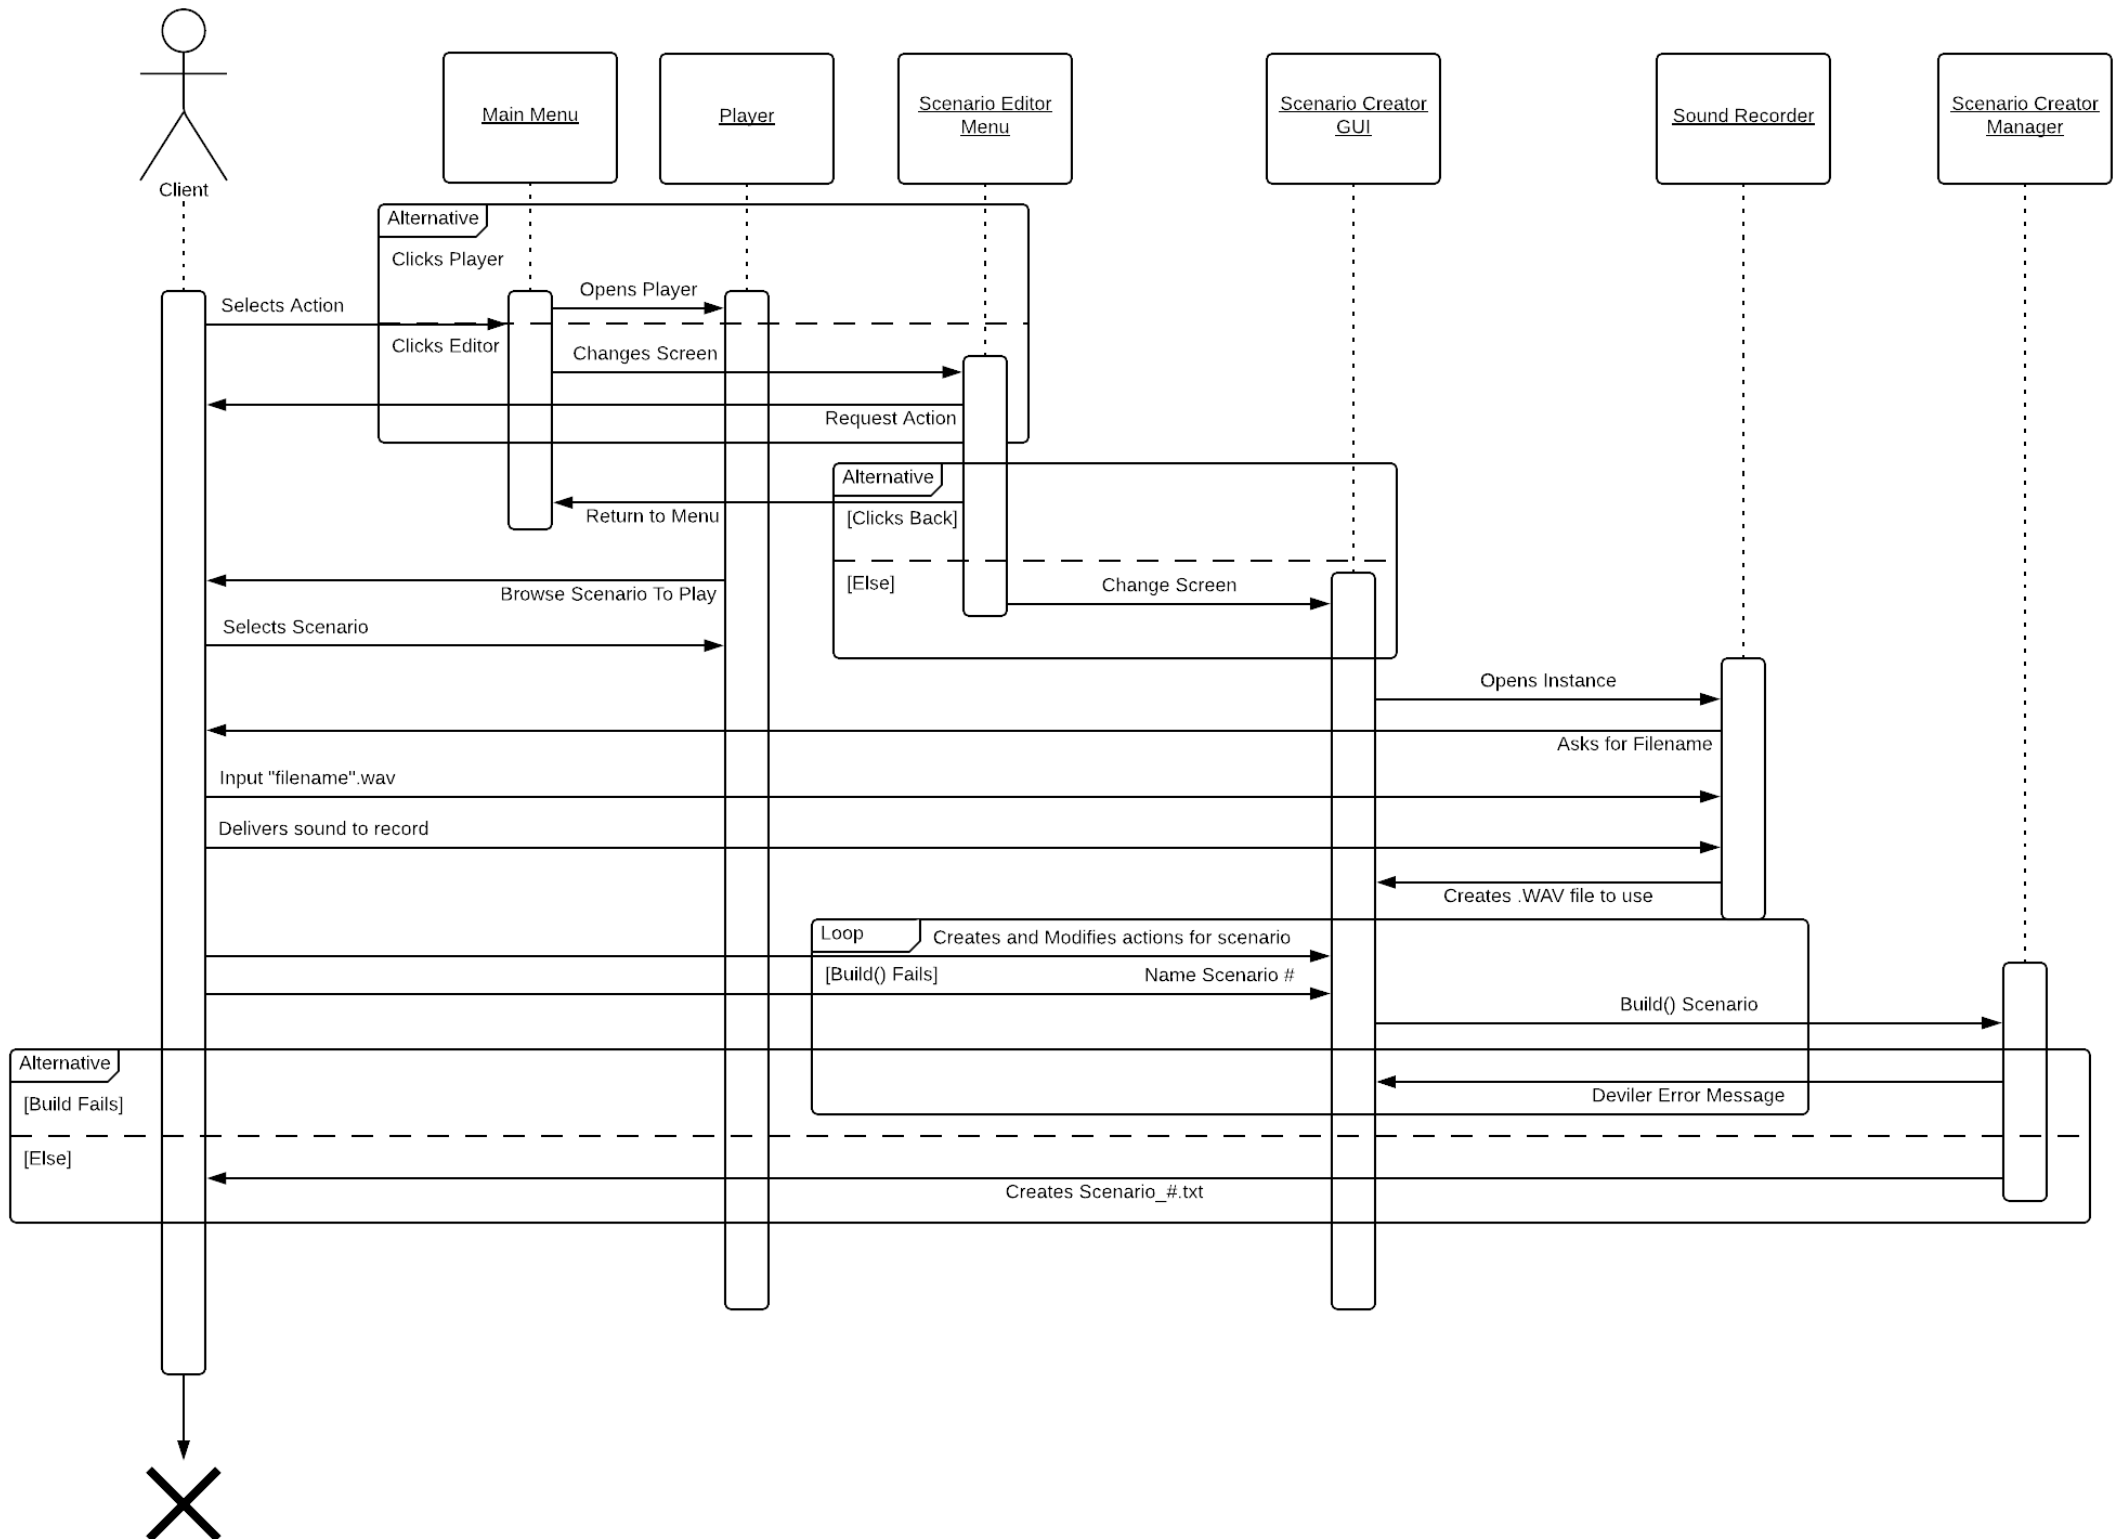 Client
Main Menu
Player
Scenario Editor
Menu
Scenario Creator
GUI
Sound Recorder
Scenario Creator
Manager
Alternative
Clicks Player
Opens Player
Selects Action
Clicks Editor
Changes Screen
Request Action
Alternative
Return to Menu
[Clicks Back]
Browse Scenario To Play
[Else]
Change Screen
Selects Scenario
Opens Instance
Asks for Filename
Input "filename".wav
Delivers sound to record
Creates .WAV file to use
Loop
Creates and Modifies actions for scenario
[Build() Fails]
Name Scenario #
Build() Scenario
Alternative
Deviler Error Message
[Build Fails]
[Else]
Creates Scenario_#.txt